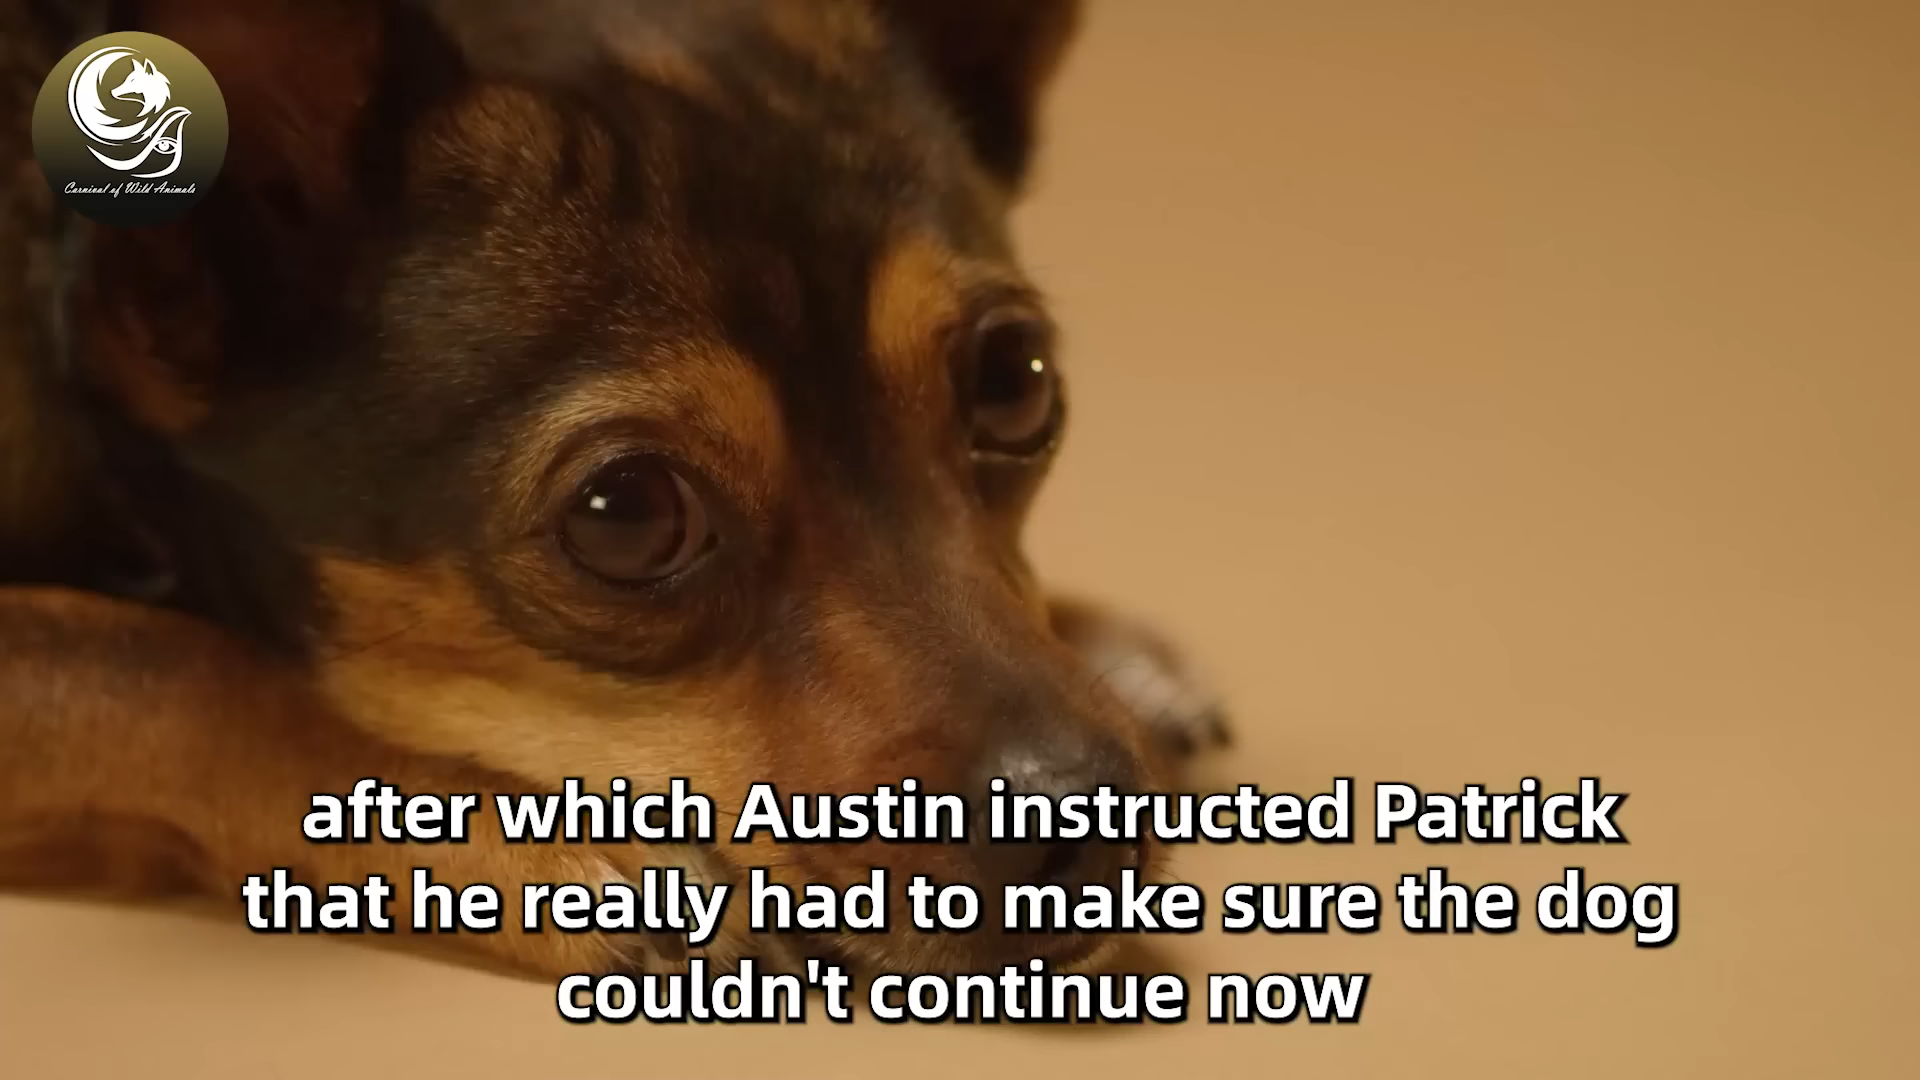 Carnival of Wild Animals
after which Austin instructed Patrick
that he really had to make sure the dog
couldn't continue now